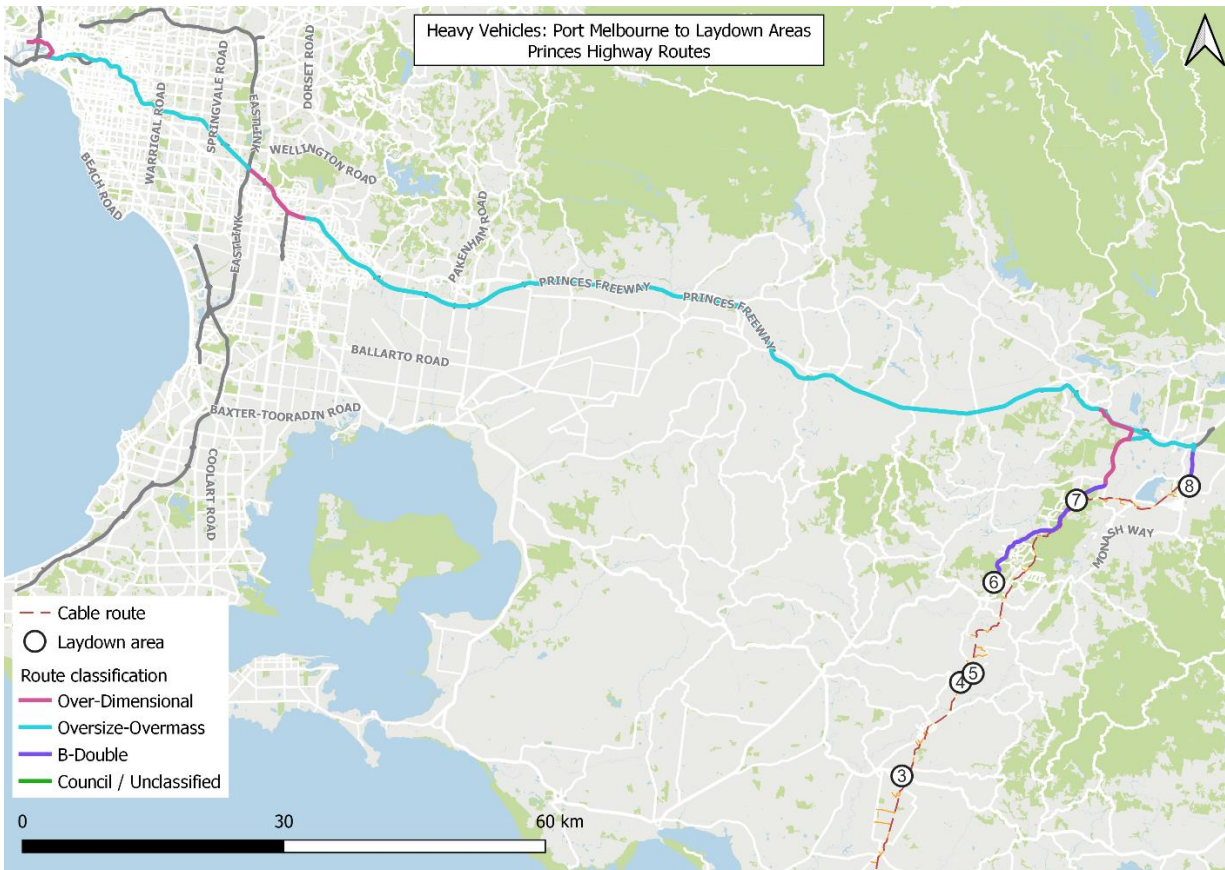 Heavy Vehicles: Port Melbourne to Laydown Areas
Princes Highway Routes
DORSET ROAD
SPRINGVALE ROAD
EASTLINK
WARRIGAL ROAD
WELLINGTON ROAD
BEACH ROAD
PAKENHAM ROAD
EASTLINK
PRINCES FREEWAY
PRINCES FREEWAY
BALLARTO ROAD
BAXTER-TOORADIN ROAD
COOLART ROAD
8
7
MONASH WAY
6
5
4
3
Cable route
Laydown area
Route classification
Over-Dimensional
Oversize-Overmass
B-Double
Council / Unclassified
0 30 60 km